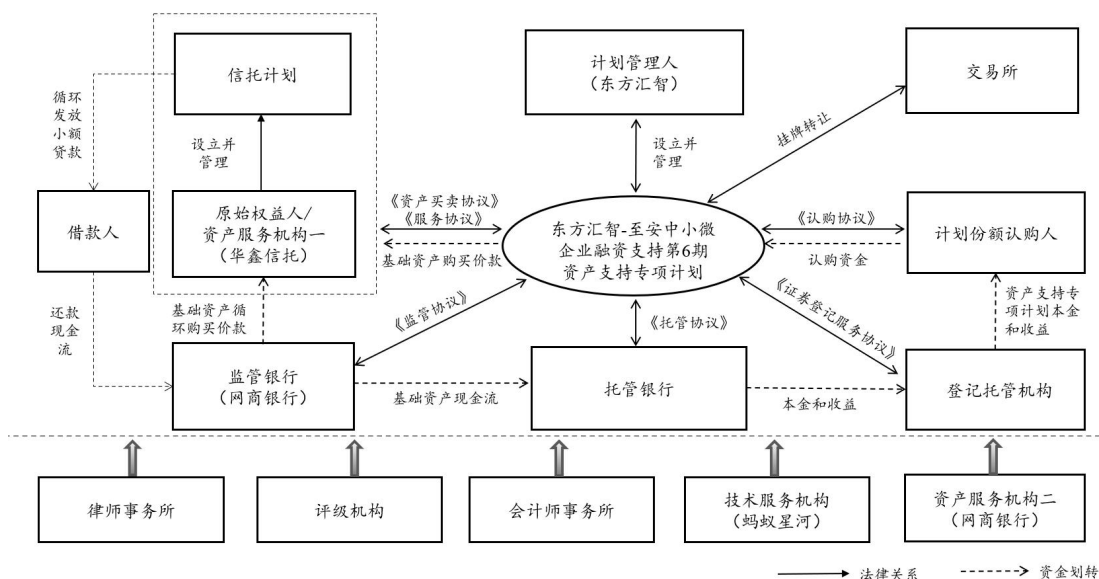 信托计划
计划管理人
（东方汇智）
交易所
循环
发放
小额
贷款
设立并
管理
设立并
管理
挂牌转让
借款人
原始权益人/
资产服务机构一
（华鑫信托）
《资产买卖协议》
《服务协议》
基础资产购买价款
东方汇智-至安中小微
企业融资支持第6期
资产支持专项计划
《认购协议》
认购资金
计划份额认购人
还款
现金
流
基础资产循
环购买价款
《监管协议》
《托管协议》
《证券登记服务协议》
资产支持专
项计划本金
和收益
监管银行
（网商银行）
基础资产现金流
托管银行
本金和收益
登记托管机构
律师事务所
评级机构
会计师事务所
技术服务机构
（蚂蚁星河）
资产服务机构二
（网商银行）
法律关系
资金划转